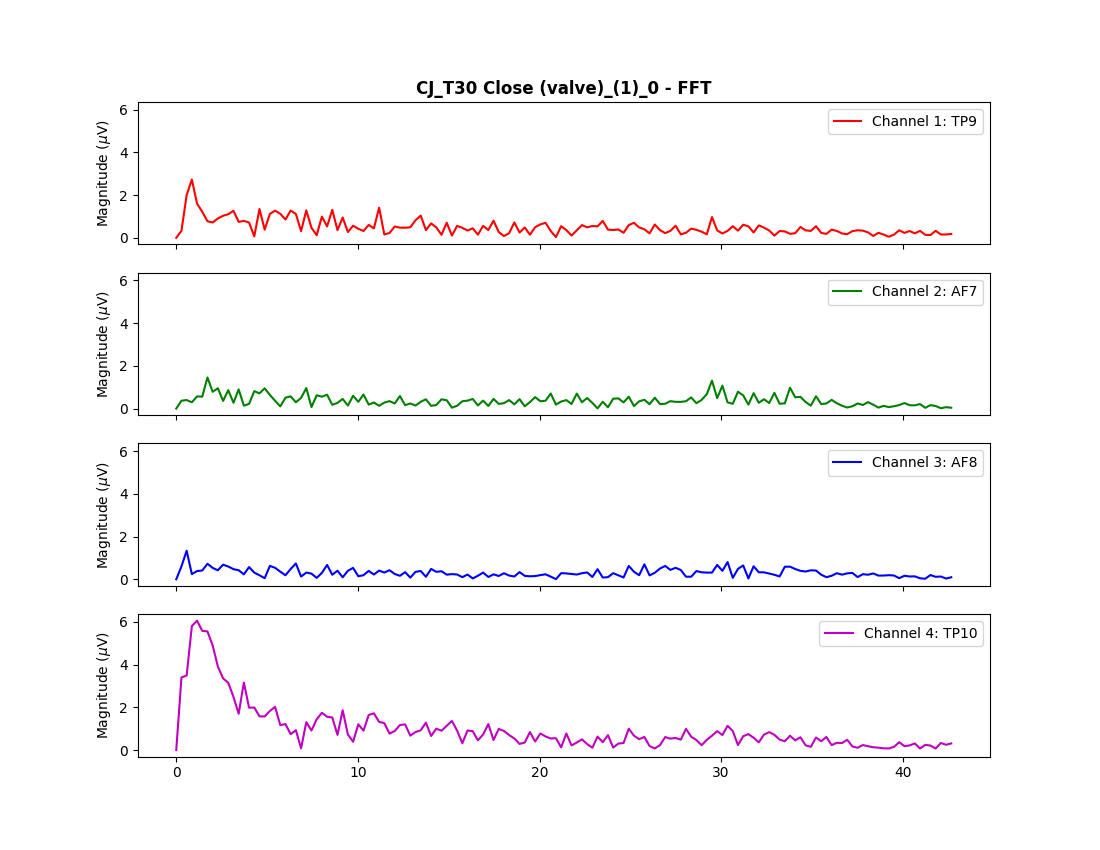 CJ_T30 Close (valve)_(1)_0 - FFT
6
4
2
0
Magnitude (μV)
Channel 1: TP9
6
4
2
0
Magnitude (μV)
Channel 2: AF7
6
4
2
0
Magnitude (μV)
Channel 3: AF8
6
4
2
0
Magnitude (μV)
Channel 4: TP10
0 10 20 30 40